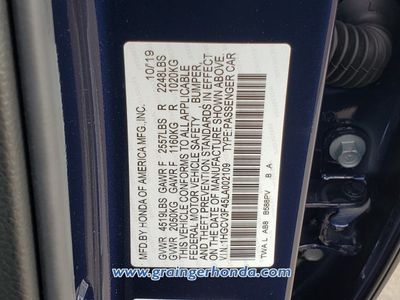 MFD BY HONDA OF AMERICA MFG.,INC. 10/19
GVWR 4519LBS GAWR F 2557LBS R 2248LBS
GVWR 2050KG GAWR F 1160KG R 1020KG
THIS VEHICLE CONFORMS TO ALL APPLICABLE
FEDERAL MOTOR VEHICLE SAFETY , BUMPER,
AND THEFT PREVENTION STANDARDS IN EFFECT
ON THE DATE OF MANUFACTURE SHOWN ABOVE.
V.I.N.:1HGCV3F45LA002109 TYPE:PASSENGER CAR
TWA L AB8 B588PV B .A
www.graingerhonda.com